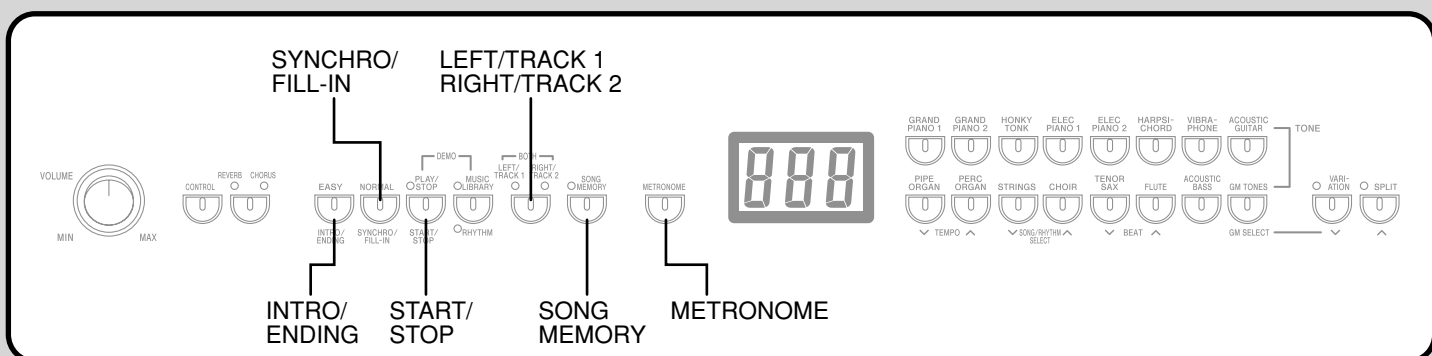 SYNCHRO/
FILL-IN
LEFT/TRACK 1
RIGHT/TRACK 2
VOLUME
MIN
MAX
CONTROL
REVERB
CHORUS
EASY
INTRO/
ENDING
NORMAL
SYNCHRO/
FILL-IN
DEMO
PLAY/
STOP
START/
STOP
MUSIC
LIBRARY
RHYTHM
BOTH
LEFT/
TRACK 1
RIGHT/
TRACK 2
SONG
MEMORY
METRONOME
888
GRAND
PIANO 1
GRAND
PIANO 2
HONKY
TONK
ELEC
PIANO 1
ELEC
PIANO 2
HARPSI-
CHORD
VIBRA-
PHONE
ACOUSTIC
GUITAR
TONE
PIPE
ORGAN
PERC
ORGAN
STRINGS
CHOIR
TENOR
SAX
FLUTE
ACOUSTIC
BASS
GM TONES
VARI-
ATION
SPLIT
TEMPO
SONG/RHYTHM
SELECT
BEAT
GM SELECT
INTRO/
ENDING
START/
STOP
SONG
MEMORY
METRONOME